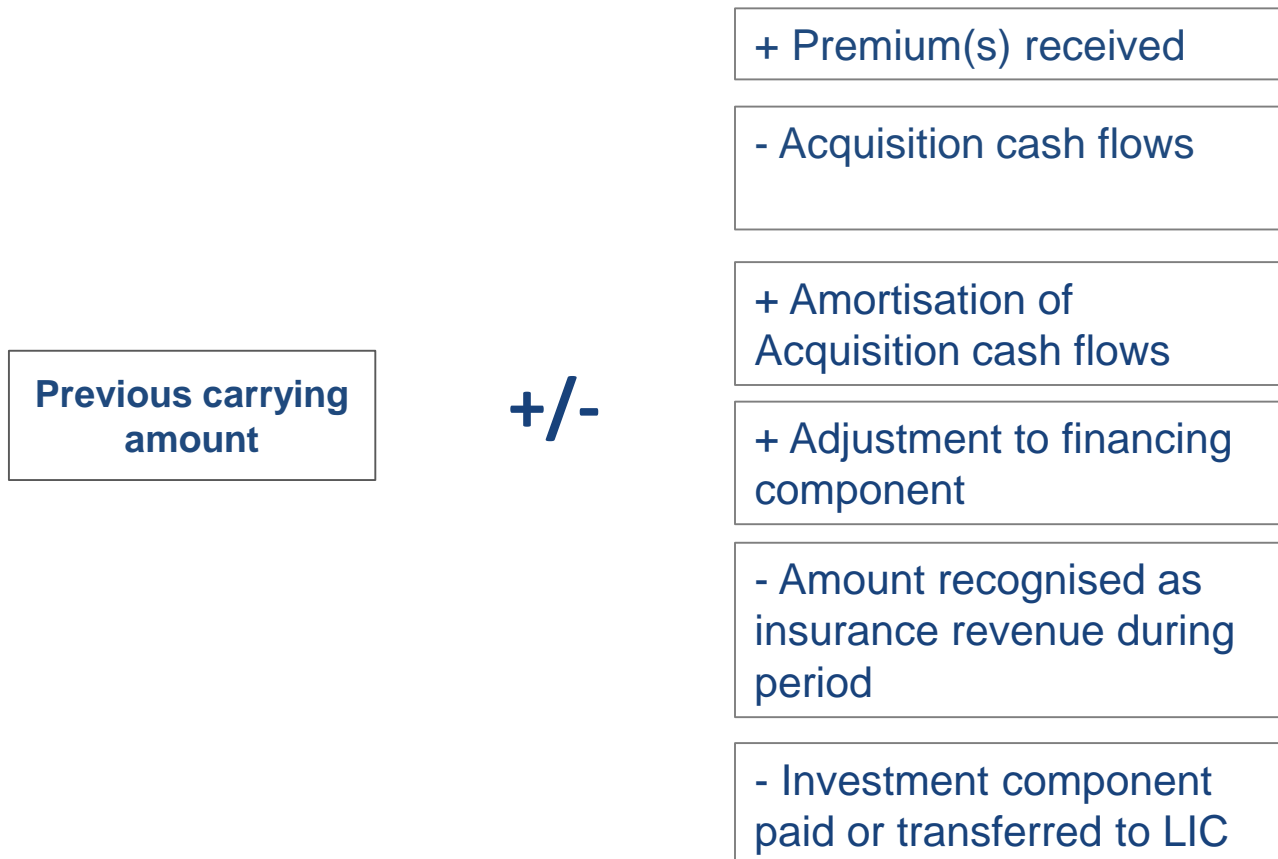 + Premium(s) received
- Acquisition cash flows
+ Amortisation of
Acquisition cash flows
Previous carrying
amount
+/-
+ Adjustment to financing
component
- Amount recognised as
insurance revenue during
period
- Investment component
paid or transferred to LIC